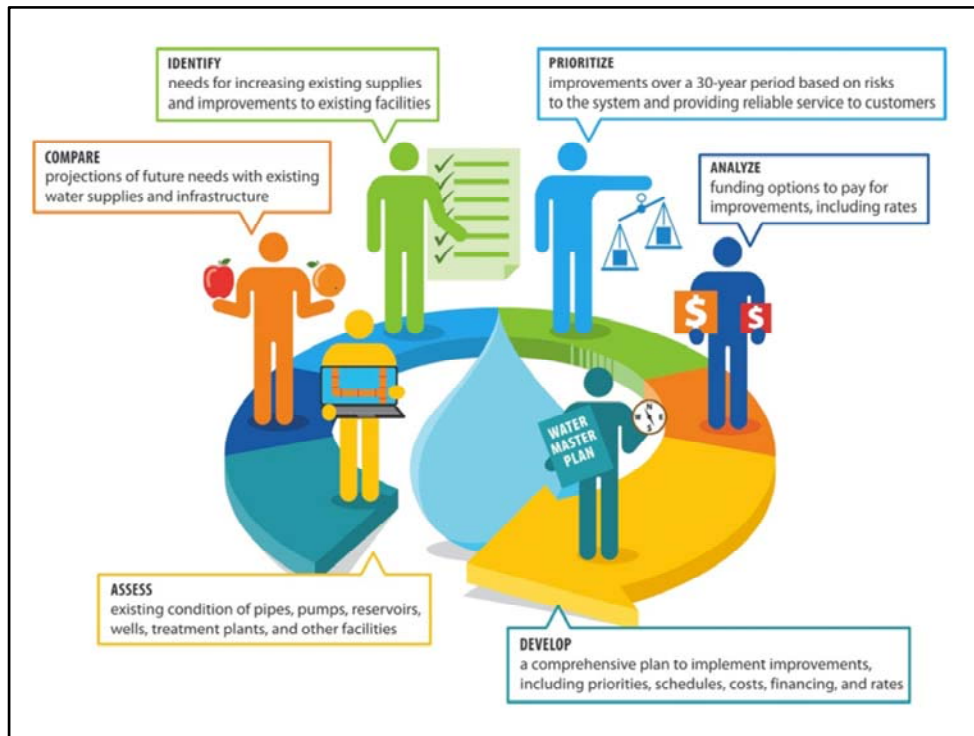 IDENTIFY
needs for increasing existing supplies
and improvements to existing facilities
PRIORITIZE
improvements over a 30-year period based on risks
to the system and providing reliable service to customers
COMPARE
projections of future needs with existing
water supplies and infrastructure
ANALYZE
funding options to pay for
improvements, including rates
$ $
WATER
MASTER
PLAN
N
W E
S
ASSESS
existing condition of pipes, pumps, reservoirs,
wells, treatment plants, and other facilities
DEVELOP
a comprehensive plan to implement improvements,
including priorities, schedules, costs, financing, and rates